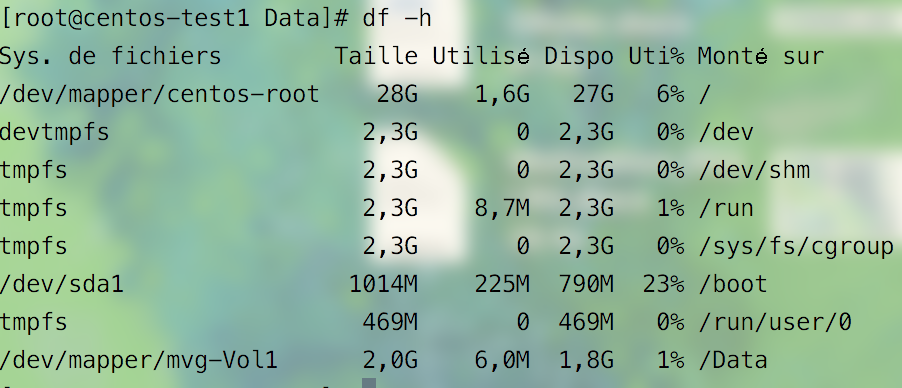 [root@centos-test1 Data]# df -h
Sys. de fichiers Taille Utilisé Dispo Uti% Monté sur
/dev/mapper/centos-root 28G 1,6G 27G 6% /
devtmpfs 2,3G 0 2,3G 0% /dev
tmpfs 2,3G 0 2,3G 0% /dev/shm
tmpfs 2,3G 8,7M 2,3G 1% /run
tmpfs 2,3G 0 2,3G 0% /sys/fs/cgroup
/dev/sda1 1014M 225M 790M 23% /boot
tmpfs 469M 0 469M 0% /run/user/0
/dev/mapper/mvg-Vol1 2,0G 6,0M 1,8G 1% /Data